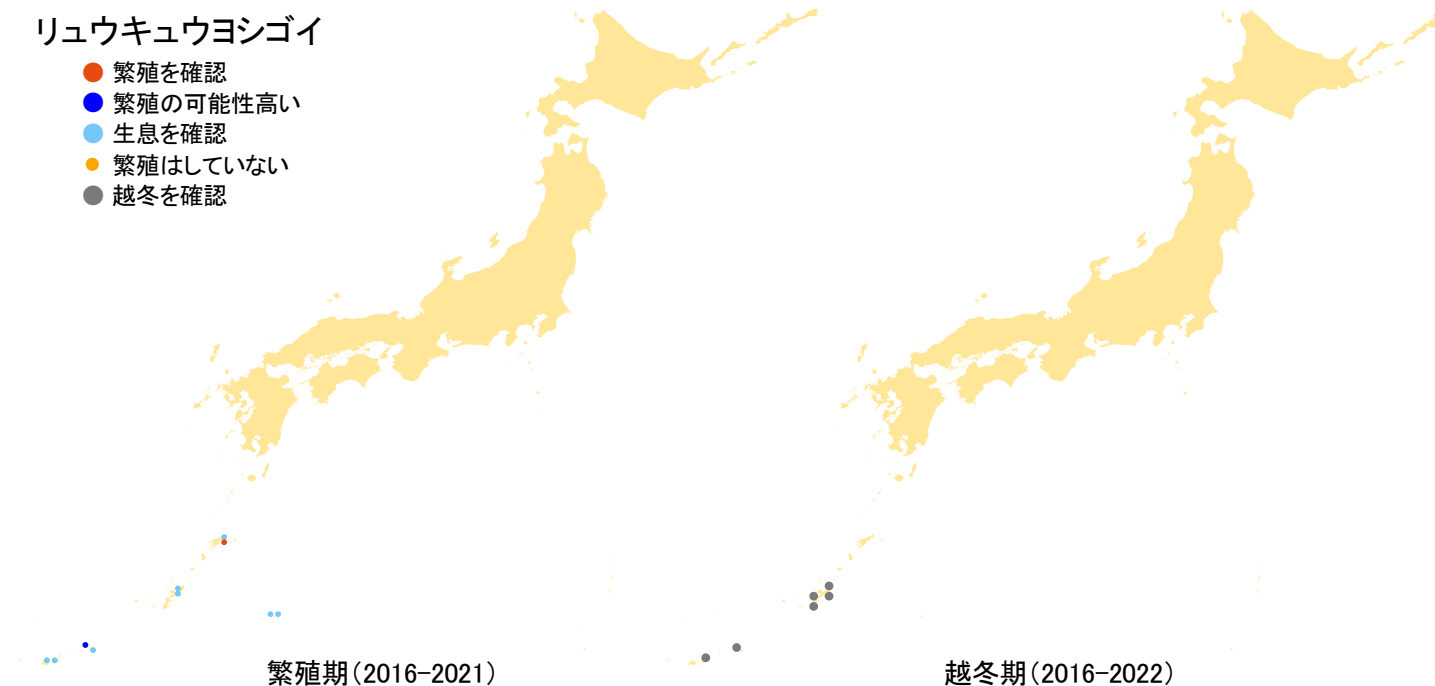 リュウキュウヨシゴイ
繁殖を確認
繁殖の可能性高い
生息を確認
繁殖はしていない
越冬を確認
繁殖期（2016-2021）
越冬期（2016-2022）